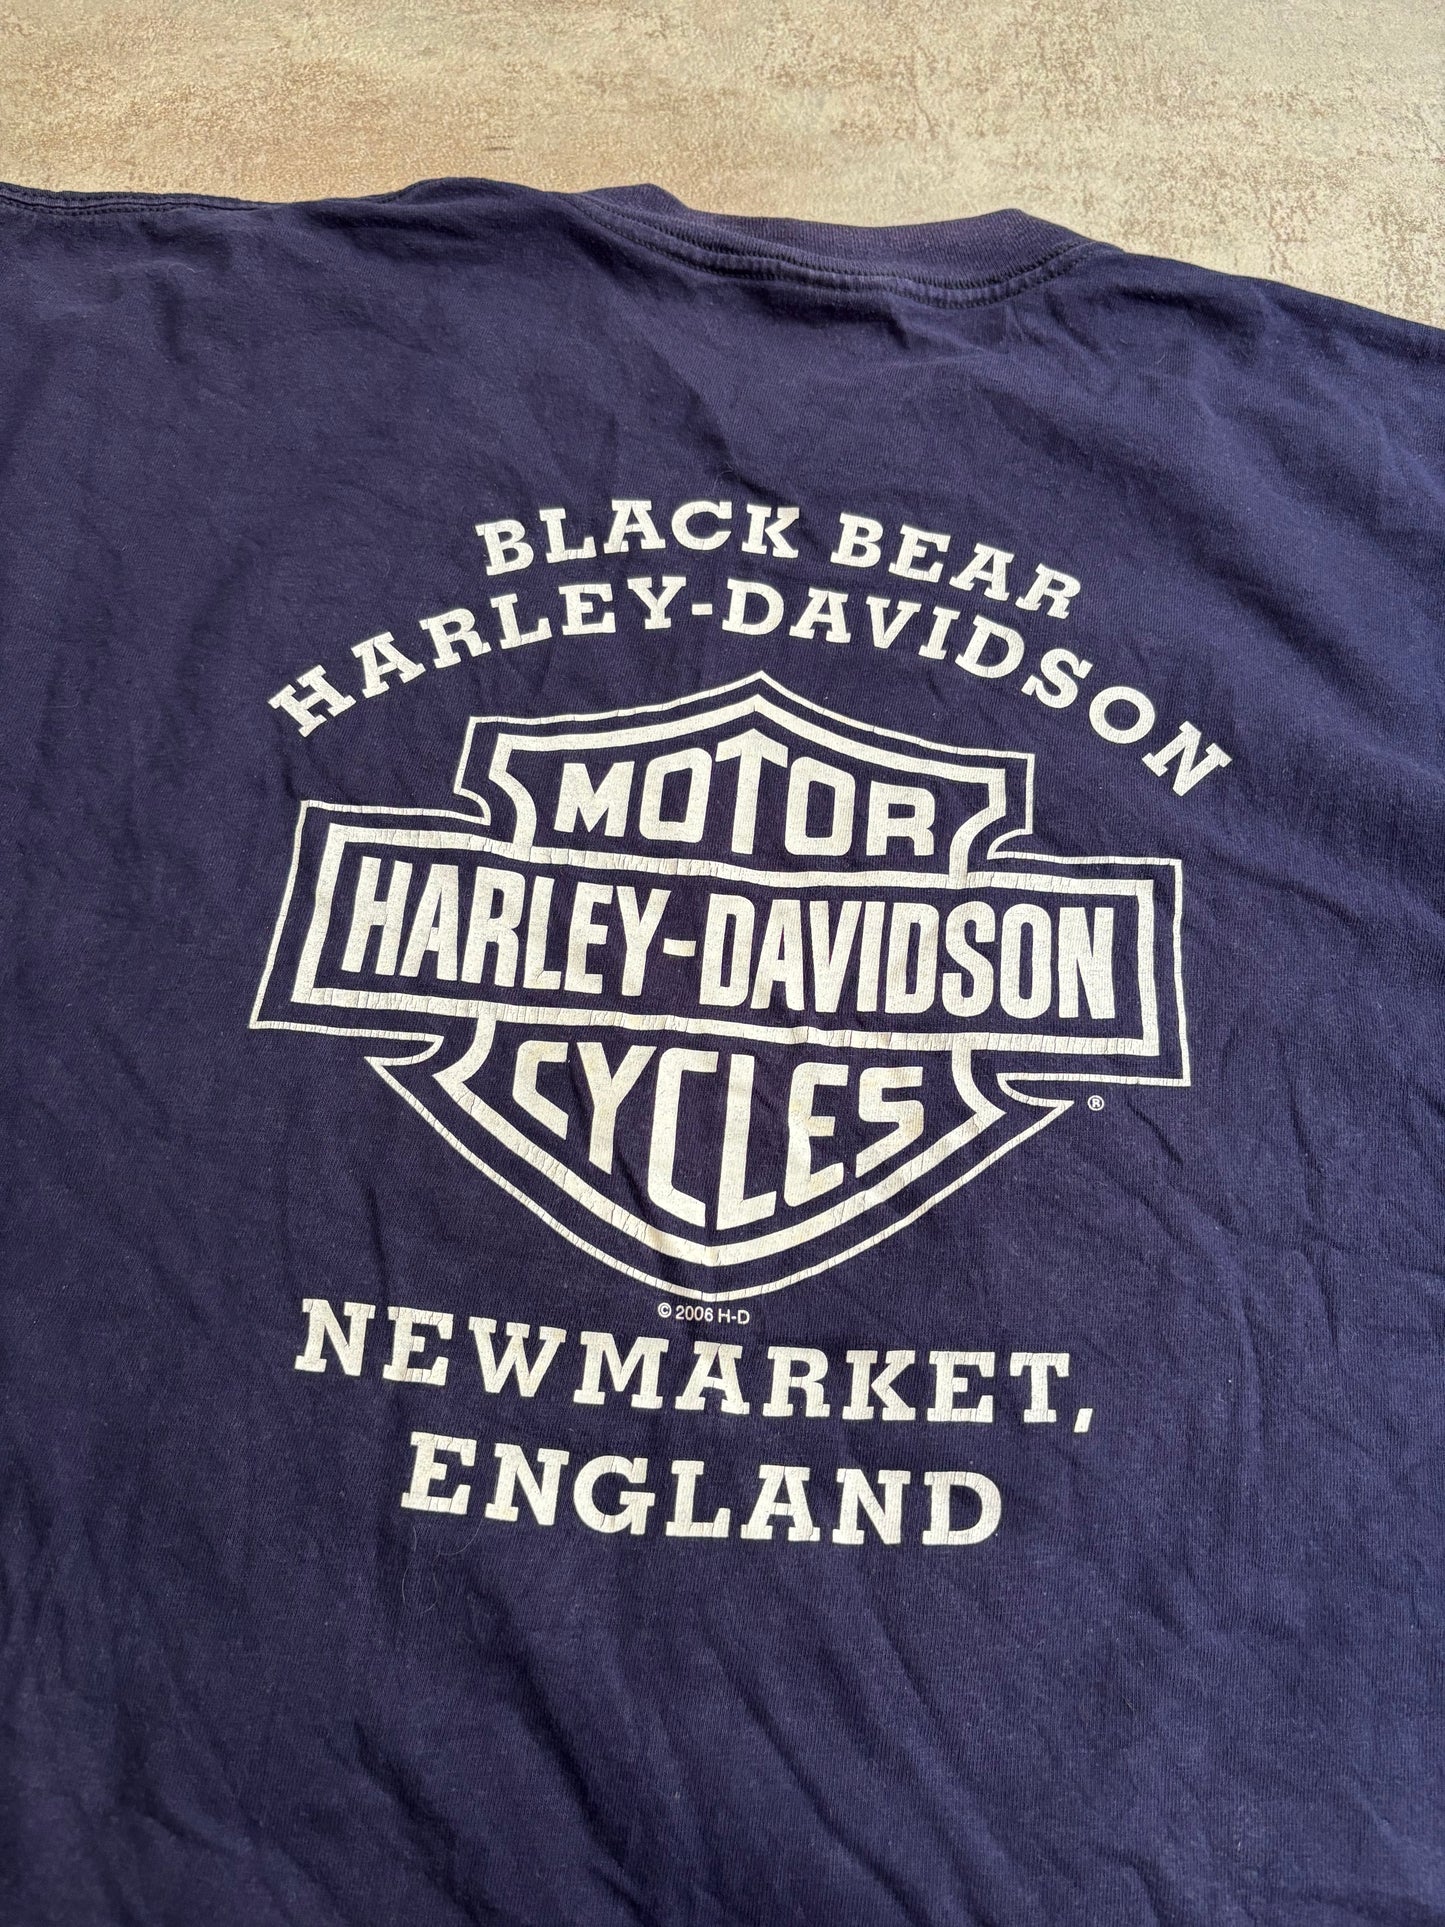 BLACK BEAR
HARLEY-DAVIDSON
MOTOR
HARLEY-DAVIDSON
CYCLES
®
© 2006 H-D
NEWMARKET,
ENGLAND